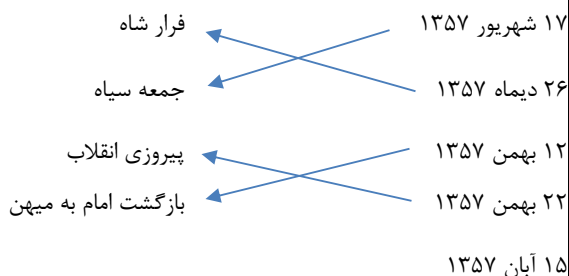 ۱۷ شهریور ۱۳۵۷ فرار شاه
۲۶ دیماه ۱۳۵۷ جمعه سیاه
۱۲ بهمن ۱۳۵۷ پیروزی انقلاب
۲۲ بهمن ۱۳۵۷ بازگشت امام به میهن
۱۵ آبان ۱۳۵۷